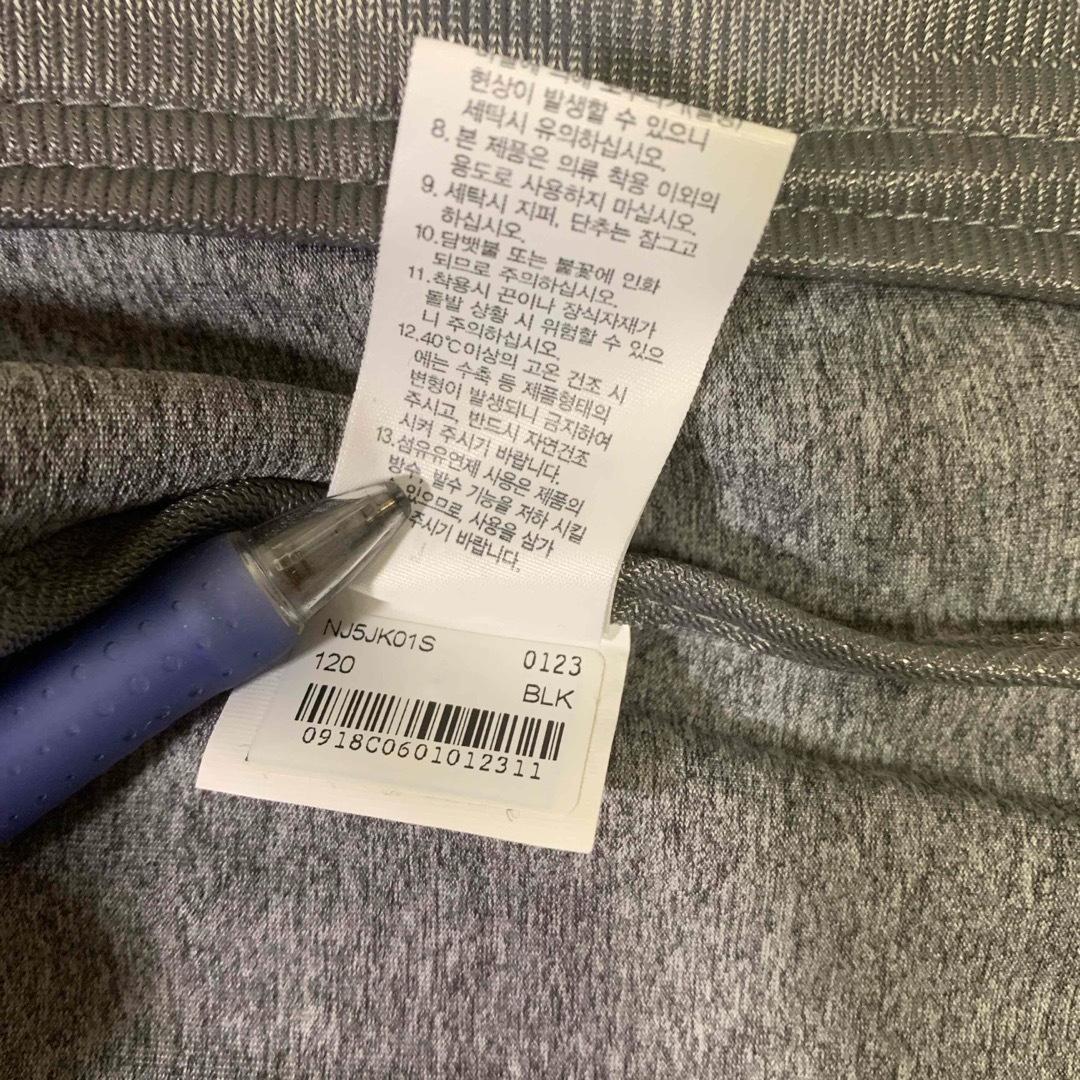 현상이 발생할 수 있으니
세탁시 유의하십시오.
8. 본 제품은 의류 착용 이외의
용도로 사용하지 마십시오.
9. 세탁시 지퍼, 단추는 잠그고
하십시오.
10.담뱃불 또는 불꽃에 인화
되므로 주의하십시오.
11.착용시 끈이나 장식자재가
돌발 상황 시 위험할 수 있으
니 주의하십시오.
12.40℃이상의 고온 건조 시
에는 수축 등 제품형태의
변형이 발생되니 금지하여
주시고, 반드시 자연건조
시켜 주시기 바랍니다.
13.섬유유연제 사용은 제품의
방수, 발수 기능을 저하 시킬
있으므로 사용을 삼가
주시기 바랍니다.
NJ5JK01S 0123
120 BLK
0918C0601012311